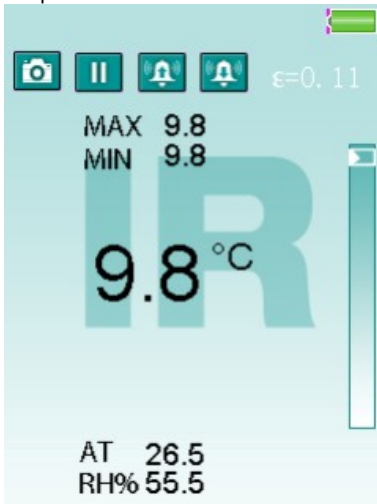 ε=0.11
MAX 9.8
MIN 9.8
IR
9.8 °C
AT 26.5
RH% 55.5